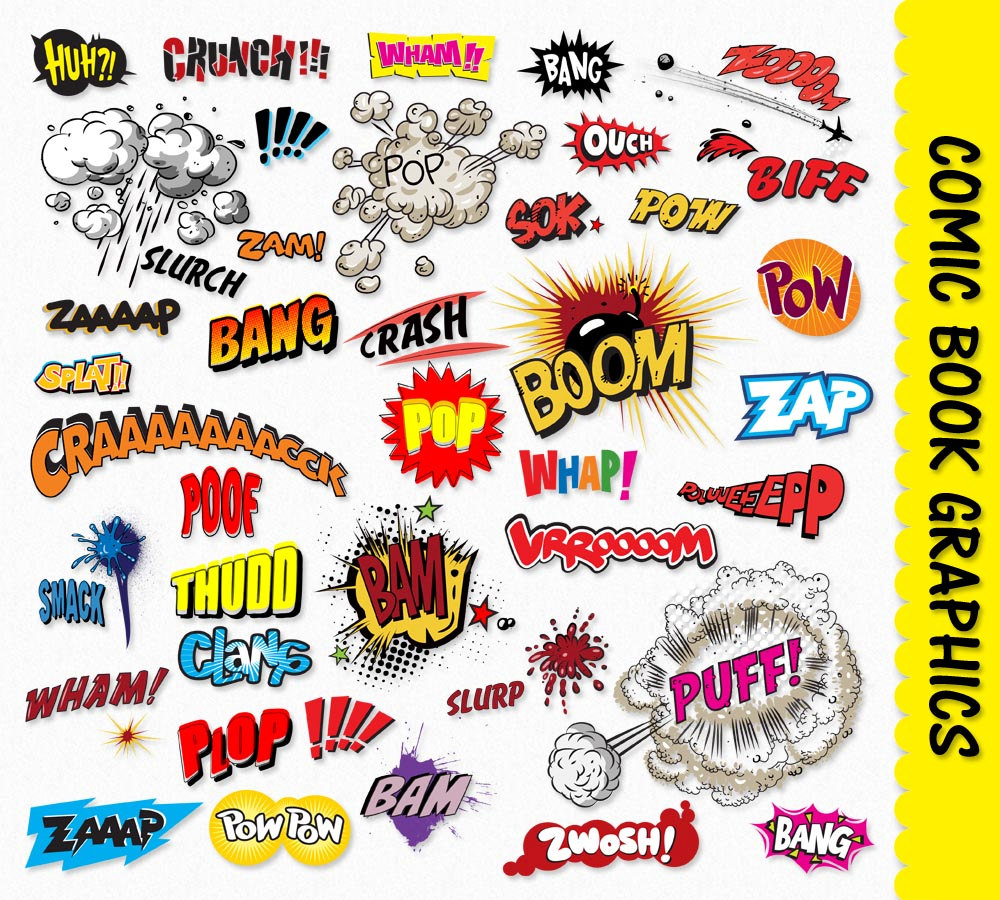 HUH?!
CRUNCH!!!
WHAM!!
BANG
ZOOOOOM
!!!!
POP
OUCH
BIFF
SOK
POW
ZAM!
SLURCH
POW
ZAAAAP
BANG
CRASH
BOOM
SPLAT!!
POP
ZAP
CRAAAAAAAACCK
WHAP!
POOF
VRROOOOM
SMACK
THUDD
BAM!
CLANG
PUFF!
WHAM!
SLURP
PLOP !!!!
BAM
ZAAAP
POW POW
ZWOSH!
BANG
COMIC BOOK GRAPHICS